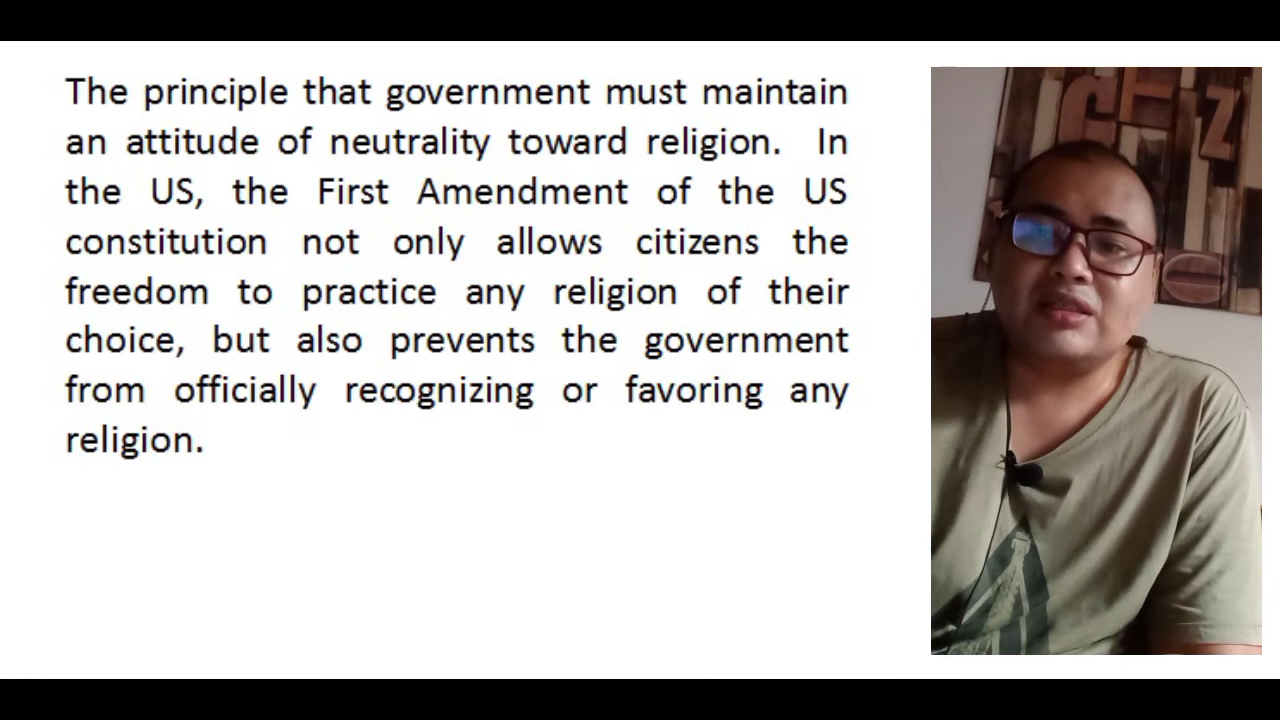 The principle that government must maintain
an attitude of neutrality toward religion. In
the US, the First Amendment of the US
constitution not only allows citizens the
freedom to practice any religion of their
choice, but also prevents the government
from officially recognizing or favoring any
religion.